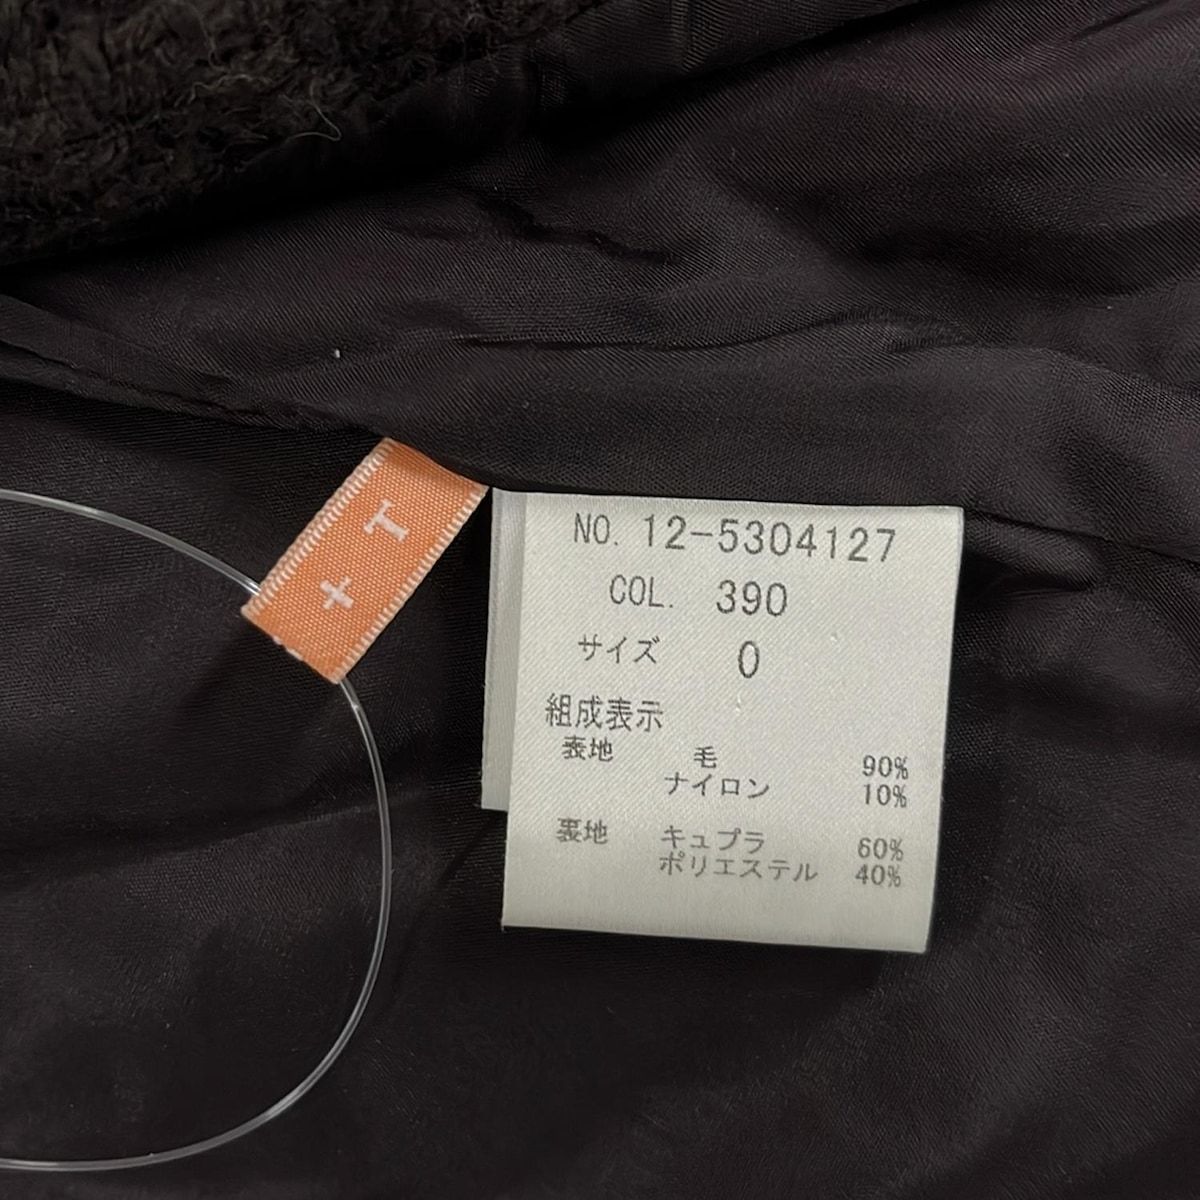 T +
NO. 12-5304127
COL. 390
サイズ 0
組成表示
表地 毛 90%
ナイロン 10%
裏地 キュプラ 60%
ポリエステル 40%